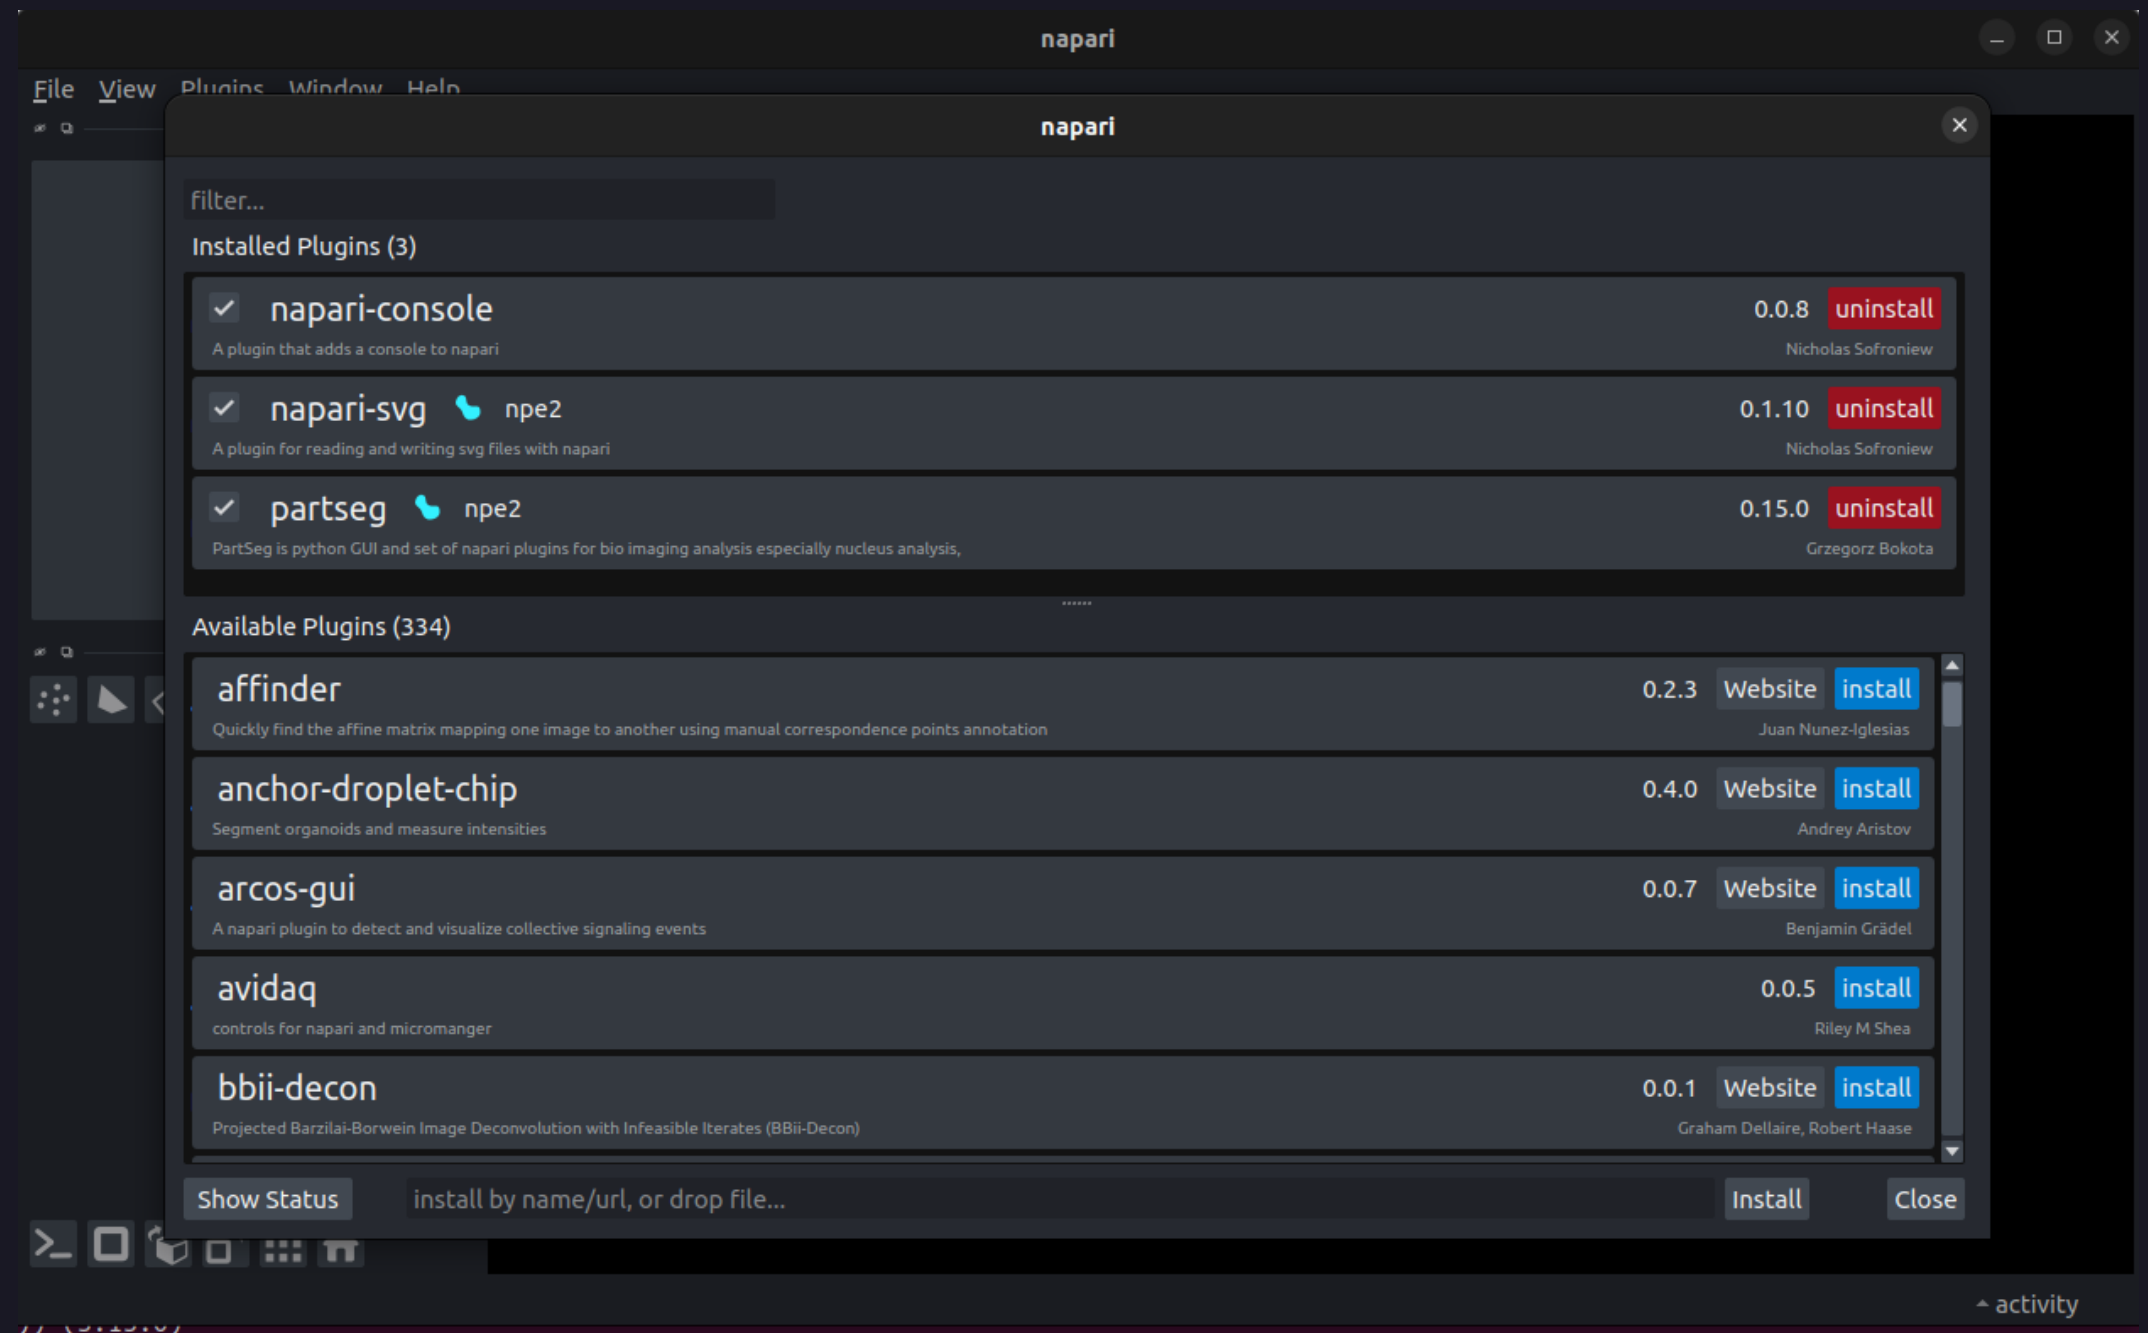 napari
File View Plugins Window Help
napari
filter...
Installed Plugins (3)
napari-console 0.0.8 uninstall
A plugin that adds a console to napari Nicholas Sofroniew
napari-svg npe2 0.1.10 uninstall
A plugin for reading and writing svg files with napari Nicholas Sofroniew
partseg npe2 0.15.0 uninstall
PartSeg is python GUI and set of napari plugins for bio imaging analysis especially nucleus analysis, Grzegorz Bokota
Available Plugins (334)
affinder 0.2.3 Website install
Quickly find the affine matrix mapping one image to another using manual correspondence points annotation Juan Nunez-Iglesias
anchor-droplet-chip 0.4.0 Website install
Segment organoids and measure intensities Andrey Aristov
arcos-gui 0.0.7 Website install
A napari plugin to detect and visualize collective signaling events Benjamin Grädel
avidaq 0.0.5 install
controls for napari and micromanger Riley M Shea
bbii-decon 0.0.1 Website install
Projected Barzilai-Borwein Image Deconvolution with Infeasible Iterates (BBii-Decon) Graham Dellaire, Robert Haase
Show Status install by name/url, or drop file... Install Close
activity